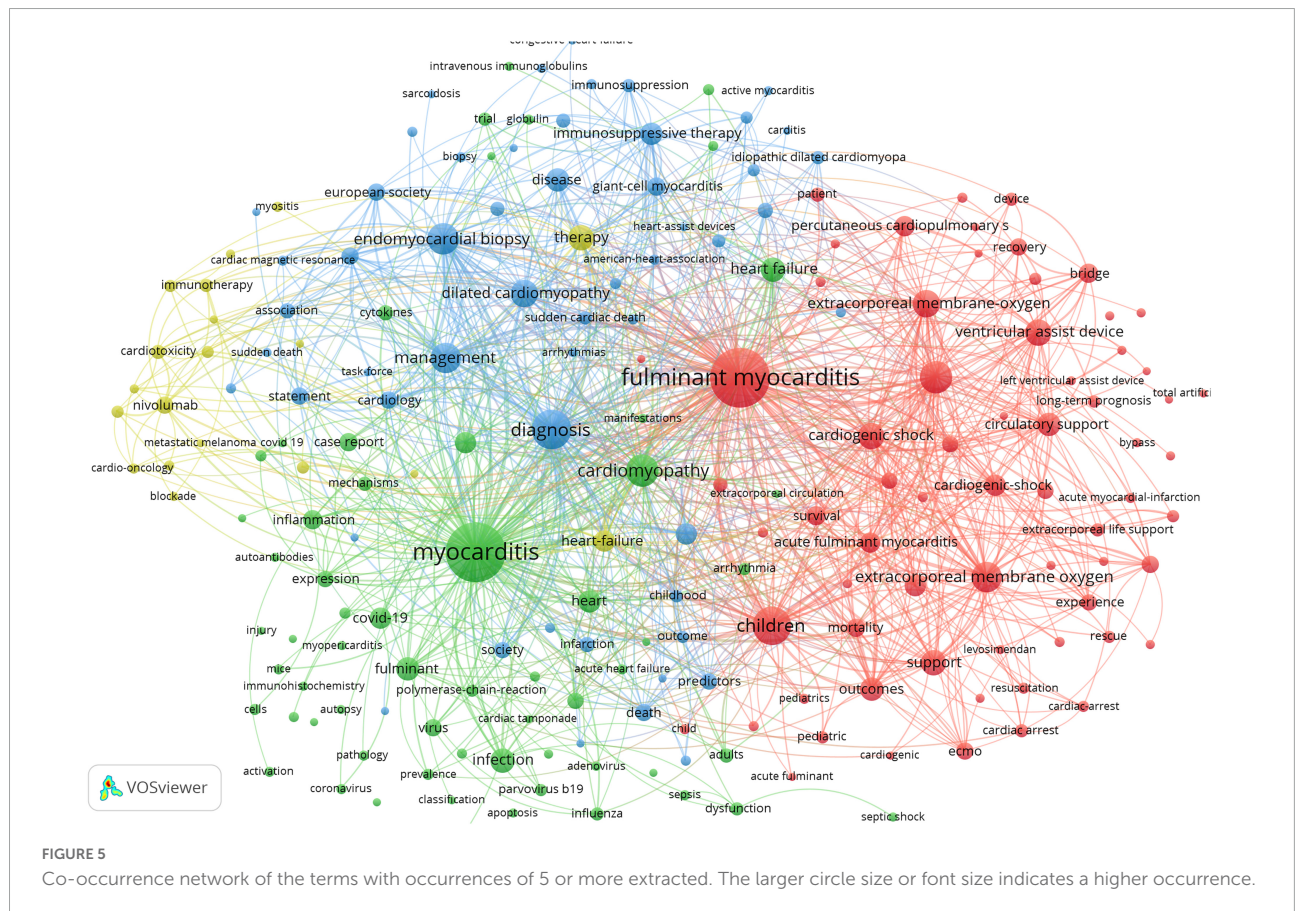 congestive heart failure
intravenous immunoglobulins
immunosuppression
active myocarditis
sarcoidosis
trial
globulin
immunosuppressive therapy
carditis
biopsy
idiopathic dilated cardiomyopa
disease
giant-cell myocarditis
european-society
patient
device
myositis
heart-assist devices
percutaneous cardiopulmonary s
endomyocardial biopsy
therapy
recovery
cardiac magnetic resonance
american-heart-association
heart failure
bridge
immunotherapy
dilated cardiomyopathy
extracorporeal membrane-oxygen
association
cytokines
sudden cardiac death
ventricular assist device
cardiotoxicity
sudden death
management
arrhythmias
task-force
fulminant myocarditis
left ventricular assist device
total artifici
nivolumab
statement
cardiology
long-term prognosis
manifestations
circulatory support
diagnosis
cardiogenic shock
metastatic melanoma
covid 19
case report
bypass
cardio-oncology
cardiomyopathy
blockade
mechanisms
extracorporeal circulation
cardiogenic-shock
acute myocardial-infarction
inflammation
survival
extracorporeal life support
myocarditis
heart-failure
acute fulminant myocarditis
autoantibodies
expression
arrhythmia
extracorporeal membrane oxygen
heart
childhood
experience
covid-19
children
mortality
injury
myopericarditis
society
infarction
outcome
rescue
levosimendan
mice
fulminant
acute heart failure
support
immunohistochemistry
polymerase-chain-reaction
predictors
outcomes
resuscitation
cells
autopsy
cardiac tamponade
death
pediatrics
cardiac-arrest
virus
child
pediatric
cardiac arrest
pathology
infection
adults
cardiogenic
ecmo
activation
prevalence
adenovirus
acute fulminant
coronavirus
parvovirus b19
classification
sepsis
apoptosis
influenza
dysfunction
septic shock
VOSviewer
FIGURE 5
Co-occurrence network of the terms with occurrences of 5 or more extracted. The larger circle size or font size indicates a higher occurrence.